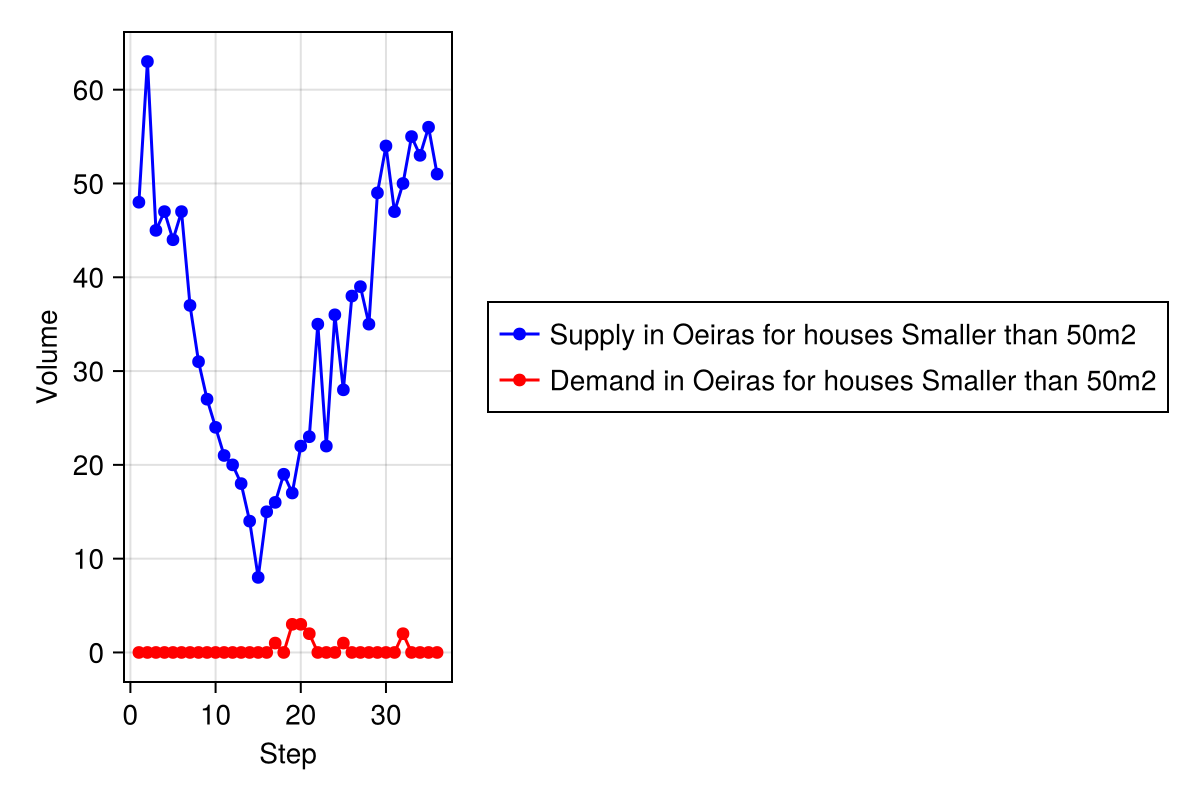 60
50
40
30
20
10
0
Volume
0 10 20 30
Step
Supply in Oeiras for houses Smaller than 50m2
Demand in Oeiras for houses Smaller than 50m2